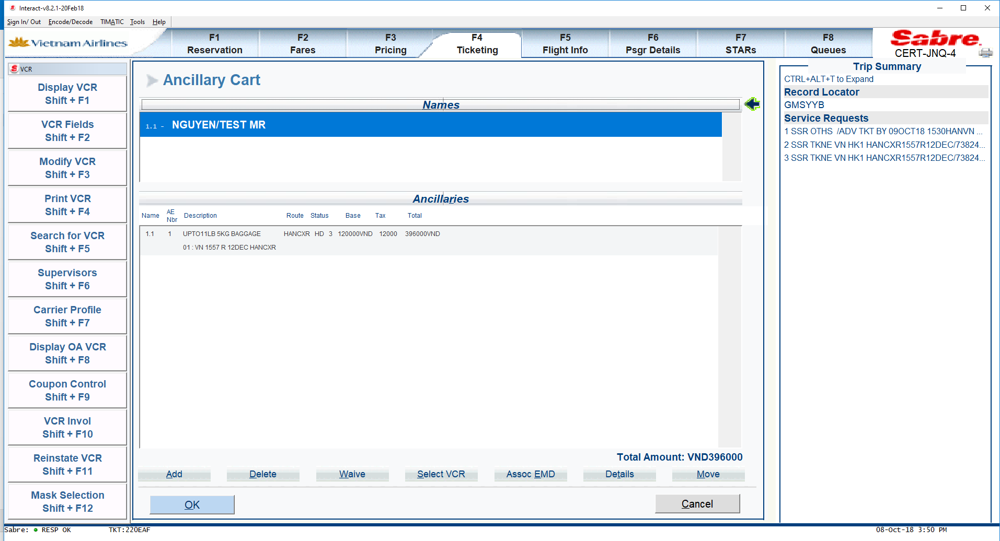 Interact-v8.2.1-20Feb18
Sign In/ Out Encode/Decode TIMATIC Tools Help
Vietnam Airlines
F1 Reservation
F2 Fares
F3 Pricing
F4 Ticketing
F5 Flight Info
F6 Psgr Details
F7 STARs
F8 Queues
Sabre.
CERT-JNQ-4
VCR
Display VCR
Shift + F1
VCR Fields
Shift + F2
Modify VCR
Shift + F3
Print VCR
Shift + F4
Search for VCR
Shift + F5
Supervisors
Shift + F6
Carrier Profile
Shift + F7
Display OA VCR
Shift + F8
Coupon Control
Shift + F9
VCR Invol
Shift + F10
Reinstate VCR
Shift + F11
Mask Selection
Shift + F12
Ancillary Cart
Names
1.1 - NGUYEN/TEST MR
Ancillaries
Name AE Nbr Description Route Status Base Tax Total
1.1 1 UPTO11LB 5KG BAGGAGE HANCXR HD 3 120000VND 12000 396000VND
01 : VN 1557 R 12DEC HANCXR
Total Amount: VND396000
Add Delete Waive Select VCR Assoc EMD Details Move
OK Cancel
Trip Summary
CTRL+ALT+T to Expand
Record Locator
GMSYYB
Service Requests
1 SSR OTHS /ADV TKT BY 09OCT18 1530HANVN ...
2 SSR TKNE VN HK1 HANCXR1557R12DEC/73824...
3 SSR TKNE VN HK1 HANCXR1557R12DEC/73824...
Sabre: RESP OK TKT:220EAF 08-Oct-18 3:50 PM